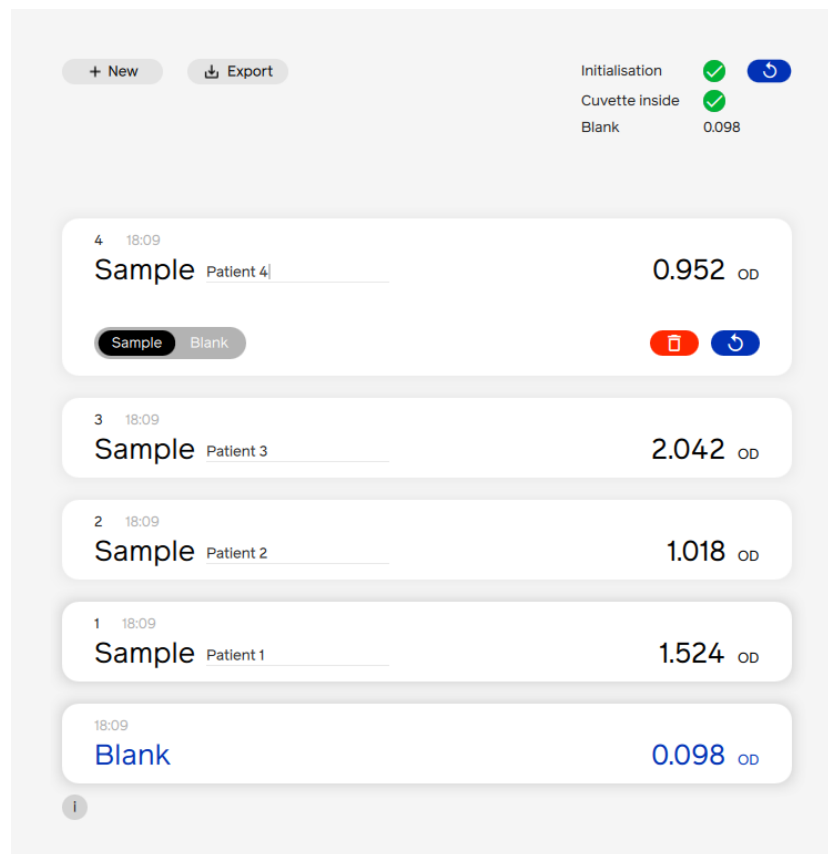 + New Export
Initialisation
Cuvette inside
Blank 0.098
4 18:09
Sample Patient 4 0.952 OD
Sample Blank
3 18:09
Sample Patient 3 2.042 OD
2 18:09
Sample Patient 2 1.018 OD
1 18:09
Sample Patient 1 1.524 OD
18:09
Blank 0.098 OD
i